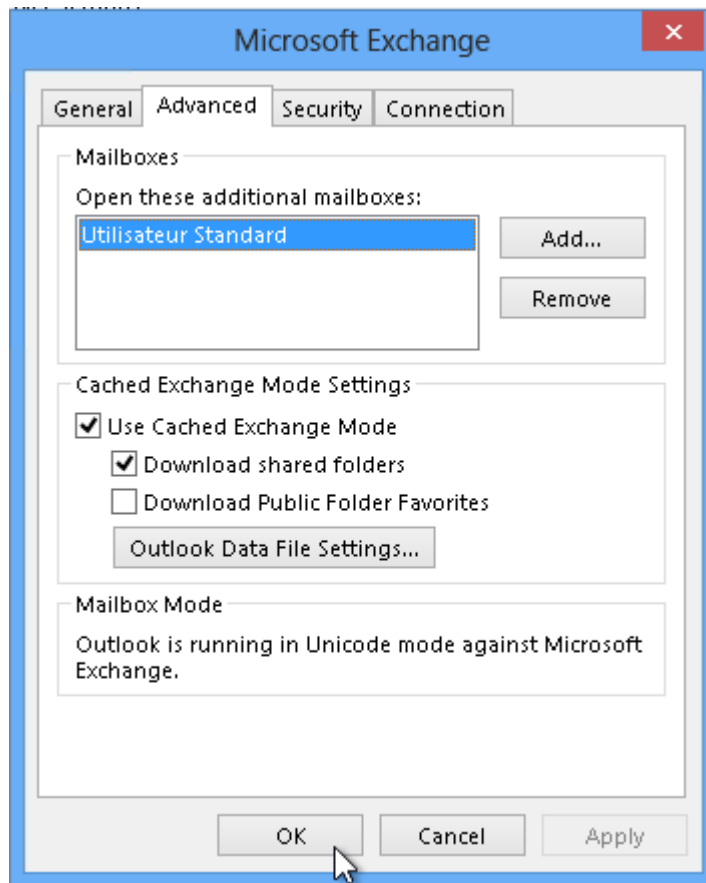 Microsoft Exchange
General Advanced Security Connection
Mailboxes
Open these additional mailboxes:
Utilisateur Standard
Add...
Remove
Cached Exchange Mode Settings
Use Cached Exchange Mode
Download shared folders
Download Public Folder Favorites
Outlook Data File Settings...
Mailbox Mode
Outlook is running in Unicode mode against Microsoft
Exchange.
OK Cancel Apply